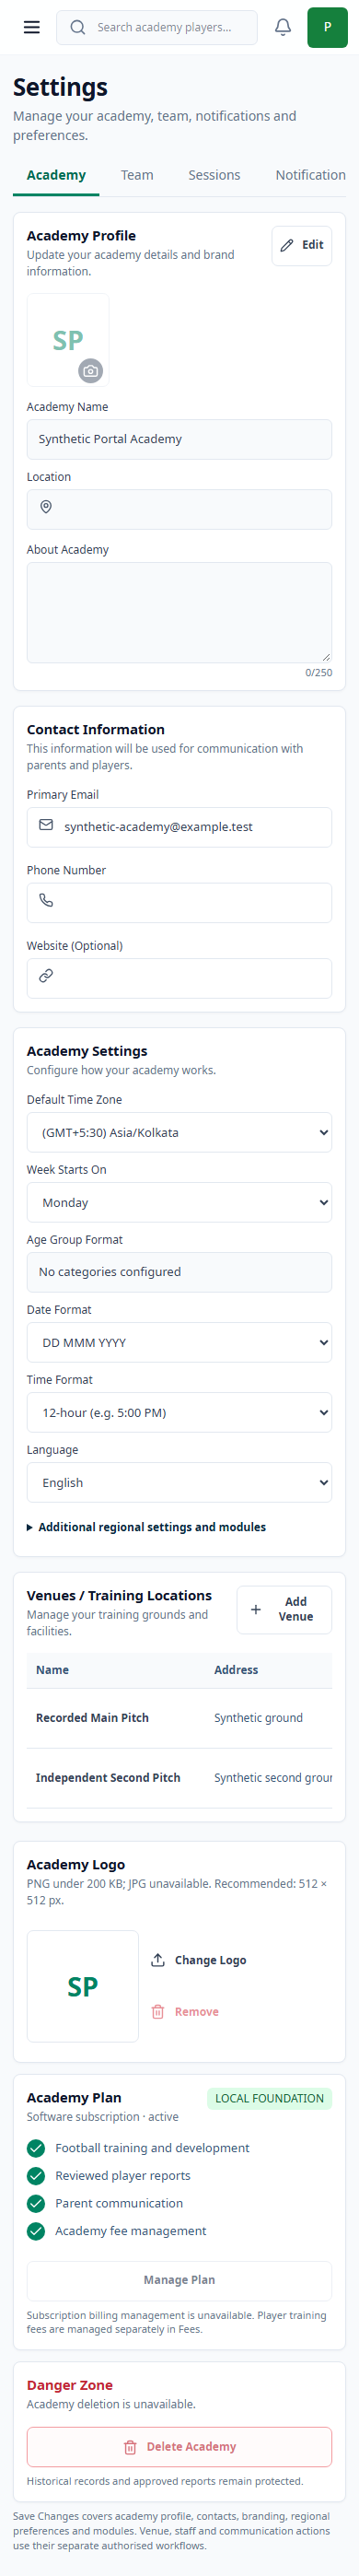 Search academy players...
P
Settings
Manage your academy, team, notifications and
preferences.
Academy Team Sessions Notification
Academy Profile
Edit
Update your academy details and brand
information.
SP
Academy Name
Synthetic Portal Academy
Location
About Academy
0/250
Contact Information
This information will be used for communication with
parents and players.
Primary Email
synthetic-academy@example.test
Phone Number
Website (Optional)
Academy Settings
Configure how your academy works.
Default Time Zone
(GMT+5:30) Asia/Kolkata
Week Starts On
Monday
Age Group Format
No categories configured
Date Format
DD MMM YYYY
Time Format
12-hour (e.g. 5:00 PM)
Language
English
Additional regional settings and modules
Venues / Training Locations
Manage your training grounds and
facilities.
Add
Venue
Name Address
Recorded Main Pitch Synthetic ground
Independent Second Pitch Synthetic second groun
Academy Logo
PNG under 200 KB; JPG unavailable. Recommended: 512 ×
512 px.
SP
Change Logo
Remove
Academy Plan
LOCAL FOUNDATION
Software subscription · active
Football training and development
Reviewed player reports
Parent communication
Academy fee management
Manage Plan
Subscription billing management is unavailable. Player training
fees are managed separately in Fees.
Danger Zone
Academy deletion is unavailable.
Delete Academy
Historical records and approved reports remain protected.
Save Changes covers academy profile, contacts, branding, regional
preferences and modules. Venue, staff and communication actions
use their separate authorised workflows.